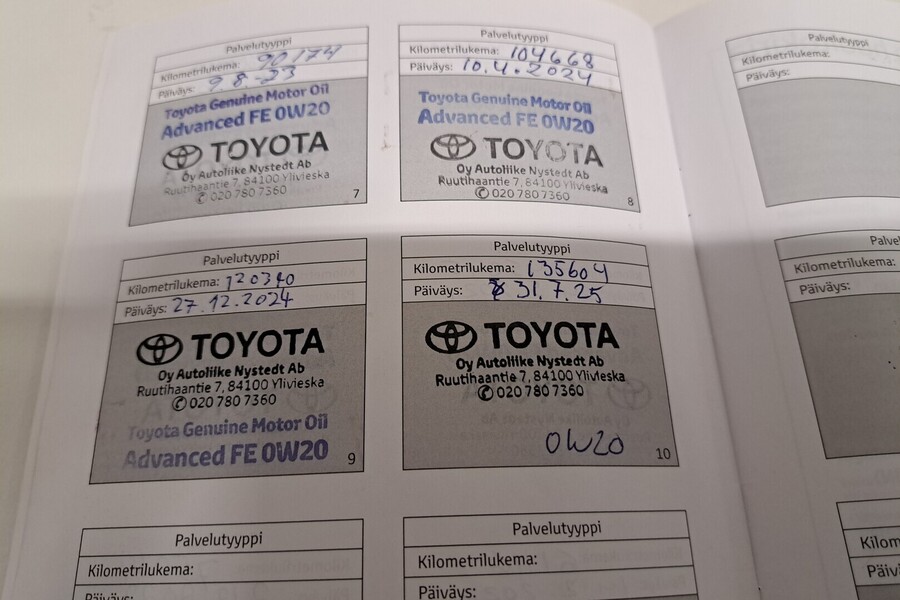 Palvelutyyppi
Kilometrilukema: 90174
Päiväys: 9.8.-23
Toyota Genuine Motor Oil
Advanced FE 0W20
TOYOTA
Oy Autoliike Nystedt Ab
Ruutihaantie 7, 84100 Ylivieska
020 780 7360
7
Palvelutyyppi
Kilometrilukema: 104668
Päiväys: 10.4.2024
Toyota Genuine Motor Oil
Advanced FE 0W20
TOYOTA
Oy Autoliike Nystedt Ab
Ruutihaantie 7, 84100 Ylivieska
020 780 7360
8
Palvelutyyppi
Kilometrilukema:
Päiväys:
Palvelutyyppi
Kilometrilukema: 120340
Päiväys: 27.12.2024
TOYOTA
Oy Autoliike Nystedt Ab
Ruutihaantie 7, 84100 Ylivieska
020 780 7360
Toyota Genuine Motor Oil
Advanced FE 0W20
9
Palvelutyyppi
Kilometrilukema: 135604
Päiväys: 31.7.25
TOYOTA
Oy Autoliike Nystedt Ab
Ruutihaantie 7, 84100 Ylivieska
020 780 7360
0W20
10
Palve
Kilometrilukema:
Päiväys:
Palvelutyyppi
Kilometrilukema:
Päiväys:
Palvelutyyppi
Kilometrilukema:
Päiväys:
Kilom
Päiv